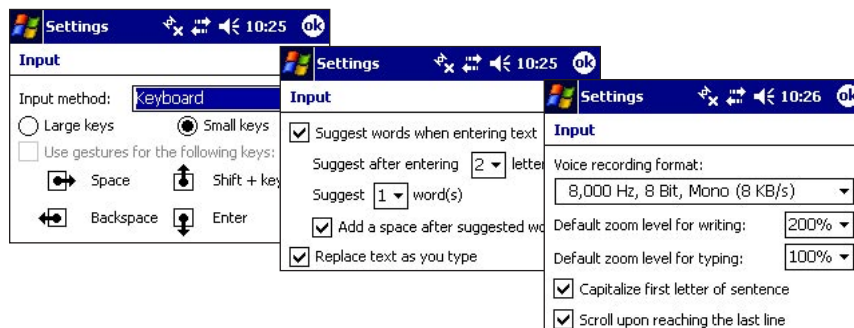 Settings 10:25 ok
Input
Input method: Keyboard
Large keys Small keys
Use gestures for the following keys:
Space Shift + key
Backspace Enter
Settings 10:25 ok
Input
Suggest words when entering text
Suggest after entering 2 letter
Suggest 1 word(s)
Add a space after suggested wo
Replace text as you type
Settings 10:26 ok
Input
Voice recording format:
8,000 Hz, 8 Bit, Mono (8 KB/s)
Default zoom level for writing: 200%
Default zoom level for typing: 100%
Capitalize first letter of sentence
Scroll upon reaching the last line